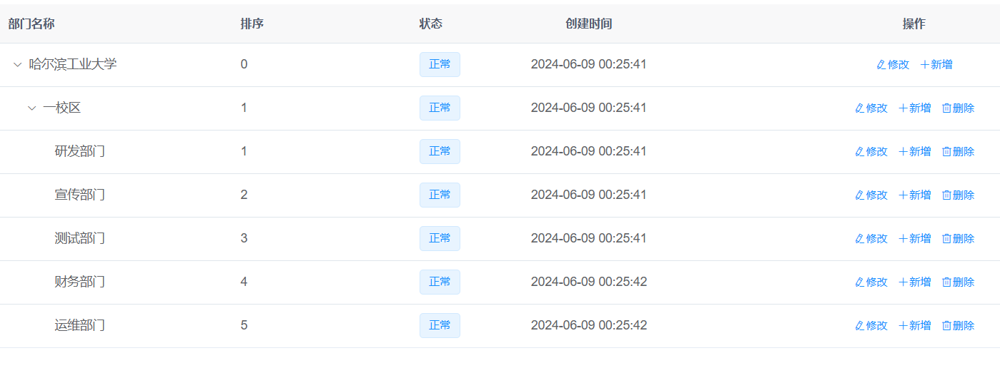 部门名称 排序 状态 创建时间 操作
哈尔滨工业大学 0 正常 2024-06-09 00:25:41 修改 新增
一校区 1 正常 2024-06-09 00:25:41 修改 新增 删除
研发部门 1 正常 2024-06-09 00:25:41 修改 新增 删除
宣传部门 2 正常 2024-06-09 00:25:41 修改 新增 删除
测试部门 3 正常 2024-06-09 00:25:41 修改 新增 删除
财务部门 4 正常 2024-06-09 00:25:42 修改 新增 删除
运维部门 5 正常 2024-06-09 00:25:42 修改 新增 删除